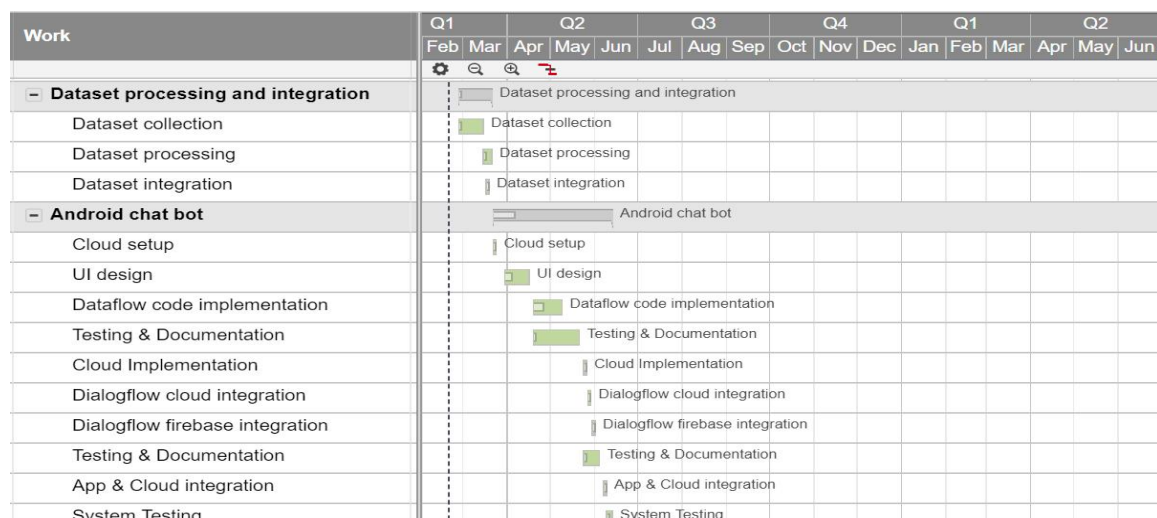 Work
Q1 Q2 Q3 Q4 Q1 Q2
Feb Mar Apr May Jun Jul Aug Sep Oct Nov Dec Jan Feb Mar Apr May Jun
Dataset processing and integration Dataset processing and integration
Dataset collection Dataset collection
Dataset processing Dataset processing
Dataset integration Dataset integration
Android chat bot Android chat bot
Cloud setup Cloud setup
UI design UI design
Dataflow code implementation Dataflow code implementation
Testing & Documentation Testing & Documentation
Cloud Implementation Cloud Implementation
Dialogflow cloud integration Dialogflow cloud integration
Dialogflow firebase integration Dialogflow firebase integration
Testing & Documentation Testing & Documentation
App & Cloud integration App & Cloud integration
System Testing System Testing